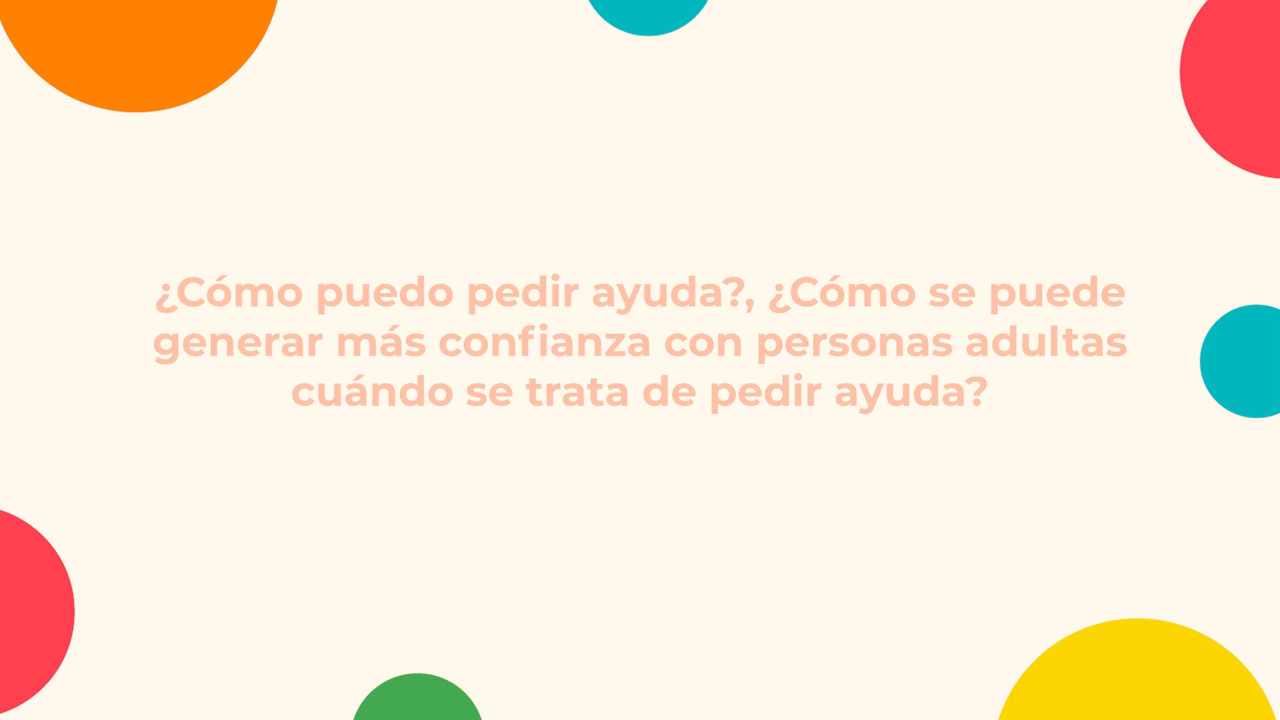 ¿Cómo puedo pedir ayuda?, ¿Cómo se puede
generar más confianza con personas adultas
cuándo se trata de pedir ayuda?